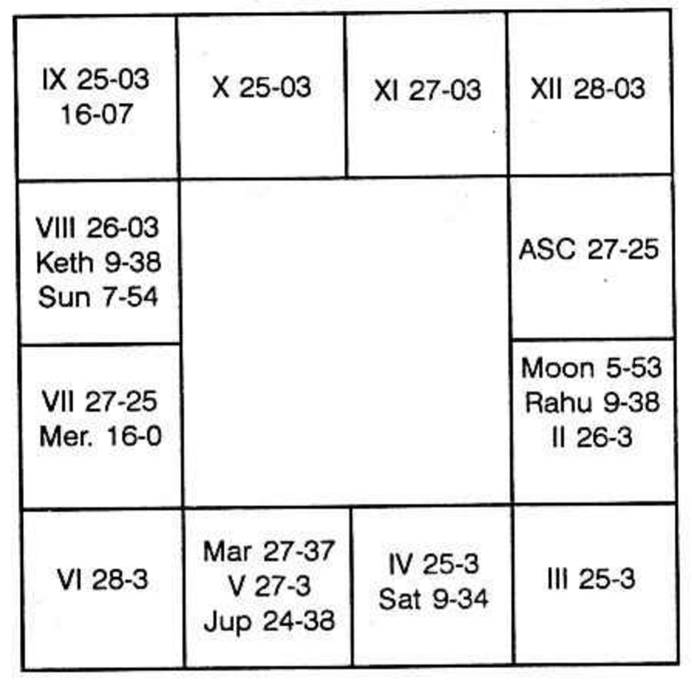 IX 25-03
16-07
X 25-03
XI 27-03
XII 28-03
VIII 26-03
Keth 9-38
Sun 7-54
ASC 27-25
VII 27-25
Mer. 16-0
Moon 5-53
Rahu 9-38
II 26-3
VI 28-3
Mar 27-37
V 27-3
Jup 24-38
IV 25-3
Sat 9-34
III 25-3